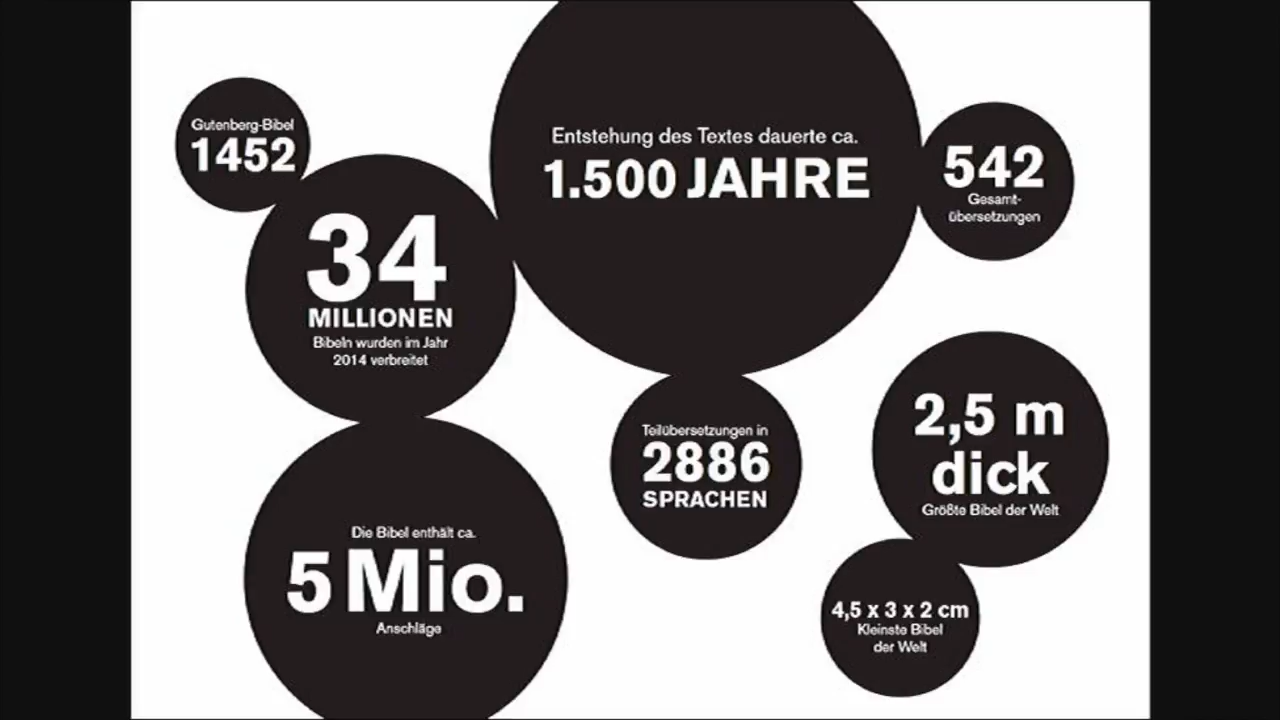 Gutenberg-Bibel
1452
34
MILLIONEN
Bibeln wurden im Jahr
2014 verbreitet
Die Bibel enthält ca.
5 Mio.
Anschläge
Entstehung des Textes dauerte ca.
1.500 JAHRE
Teilübersetzungen in
2886
SPRACHEN
542
Gesamt-
übersetzungen
2,5 m
dick
Größte Bibel der Welt
4,5 x 3 x 2 cm
Kleinste Bibel
der Welt